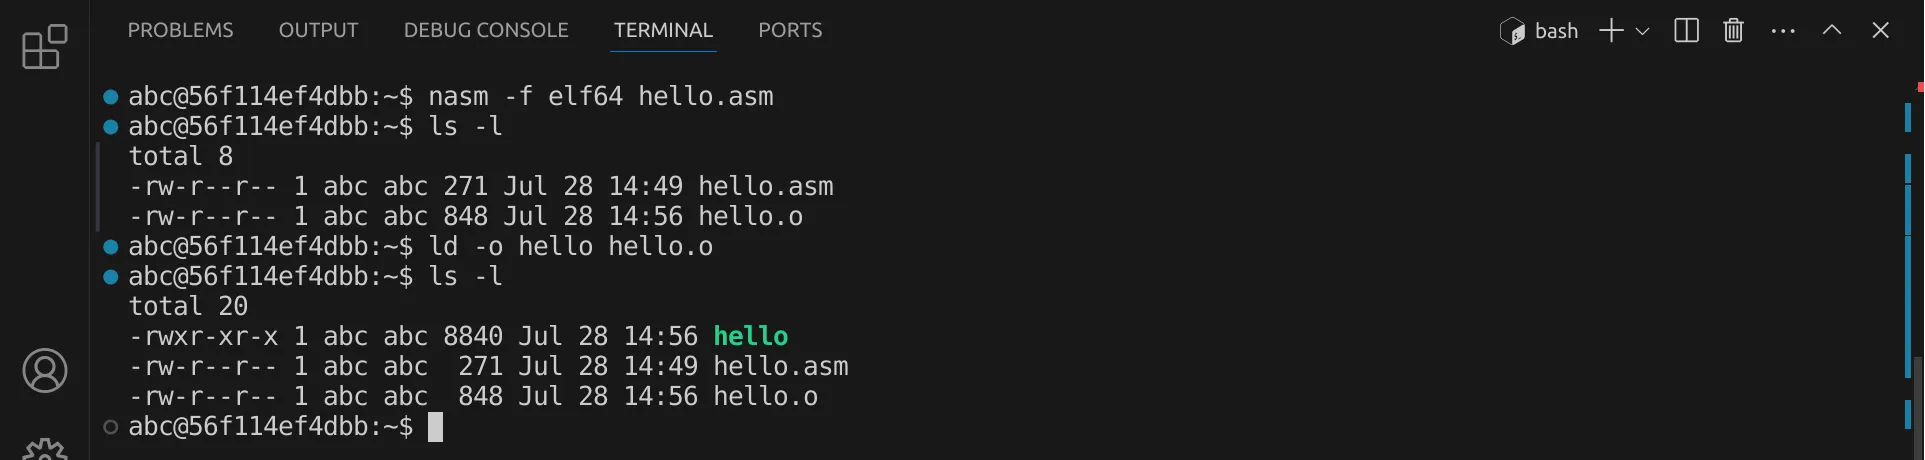 PROBLEMS OUTPUT DEBUG CONSOLE TERMINAL PORTS bash
abc@56f114ef4dbb:~$ nasm -f elf64 hello.asm
abc@56f114ef4dbb:~$ ls -l
total 8
-rw-r--r-- 1 abc abc 271 Jul 28 14:49 hello.asm
-rw-r--r-- 1 abc abc 848 Jul 28 14:56 hello.o
abc@56f114ef4dbb:~$ ld -o hello hello.o
abc@56f114ef4dbb:~$ ls -l
total 20
-rwxr-xr-x 1 abc abc 8840 Jul 28 14:56 hello
-rw-r--r-- 1 abc abc  271 Jul 28 14:49 hello.asm
-rw-r--r-- 1 abc abc  848 Jul 28 14:56 hello.o
abc@56f114ef4dbb:~$